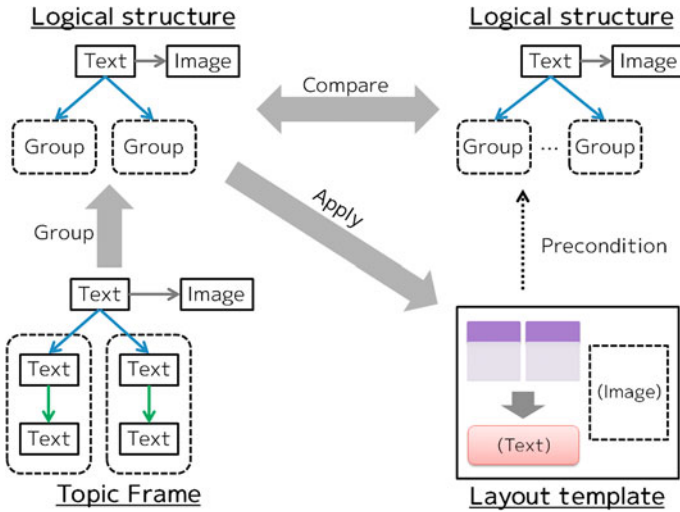 Logical structure
Text
Image
Group
Group
Compare
Logical structure
Text
Image
Group
...
Group
Group
Apply
Precondition
Text
Image
Text
Text
Text
Text
Topic Frame
(Image)
(Text)
Layout template